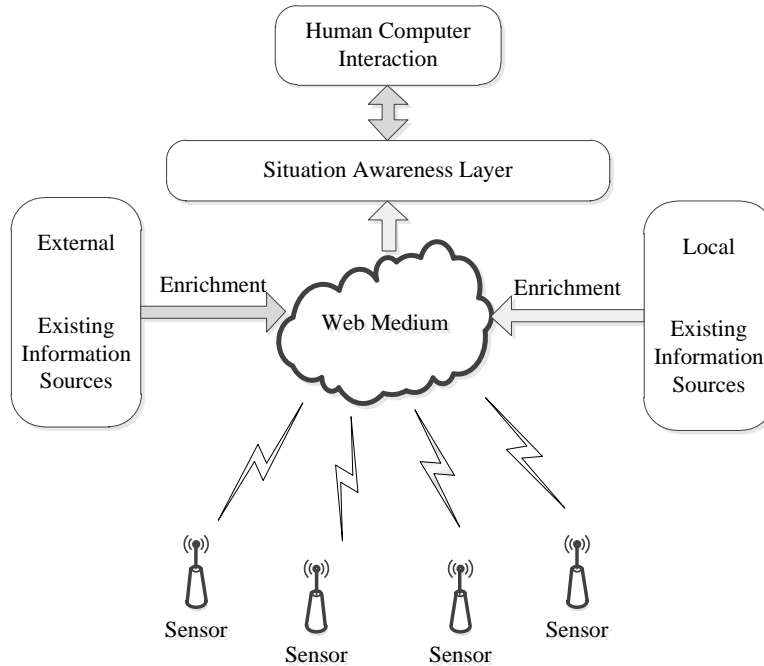 Human Computer
Interaction
Situation Awareness Layer
External
Existing
Information
Sources
Enrichment
Web Medium
Enrichment
Local
Existing
Information
Sources
Sensor
Sensor
Sensor
Sensor